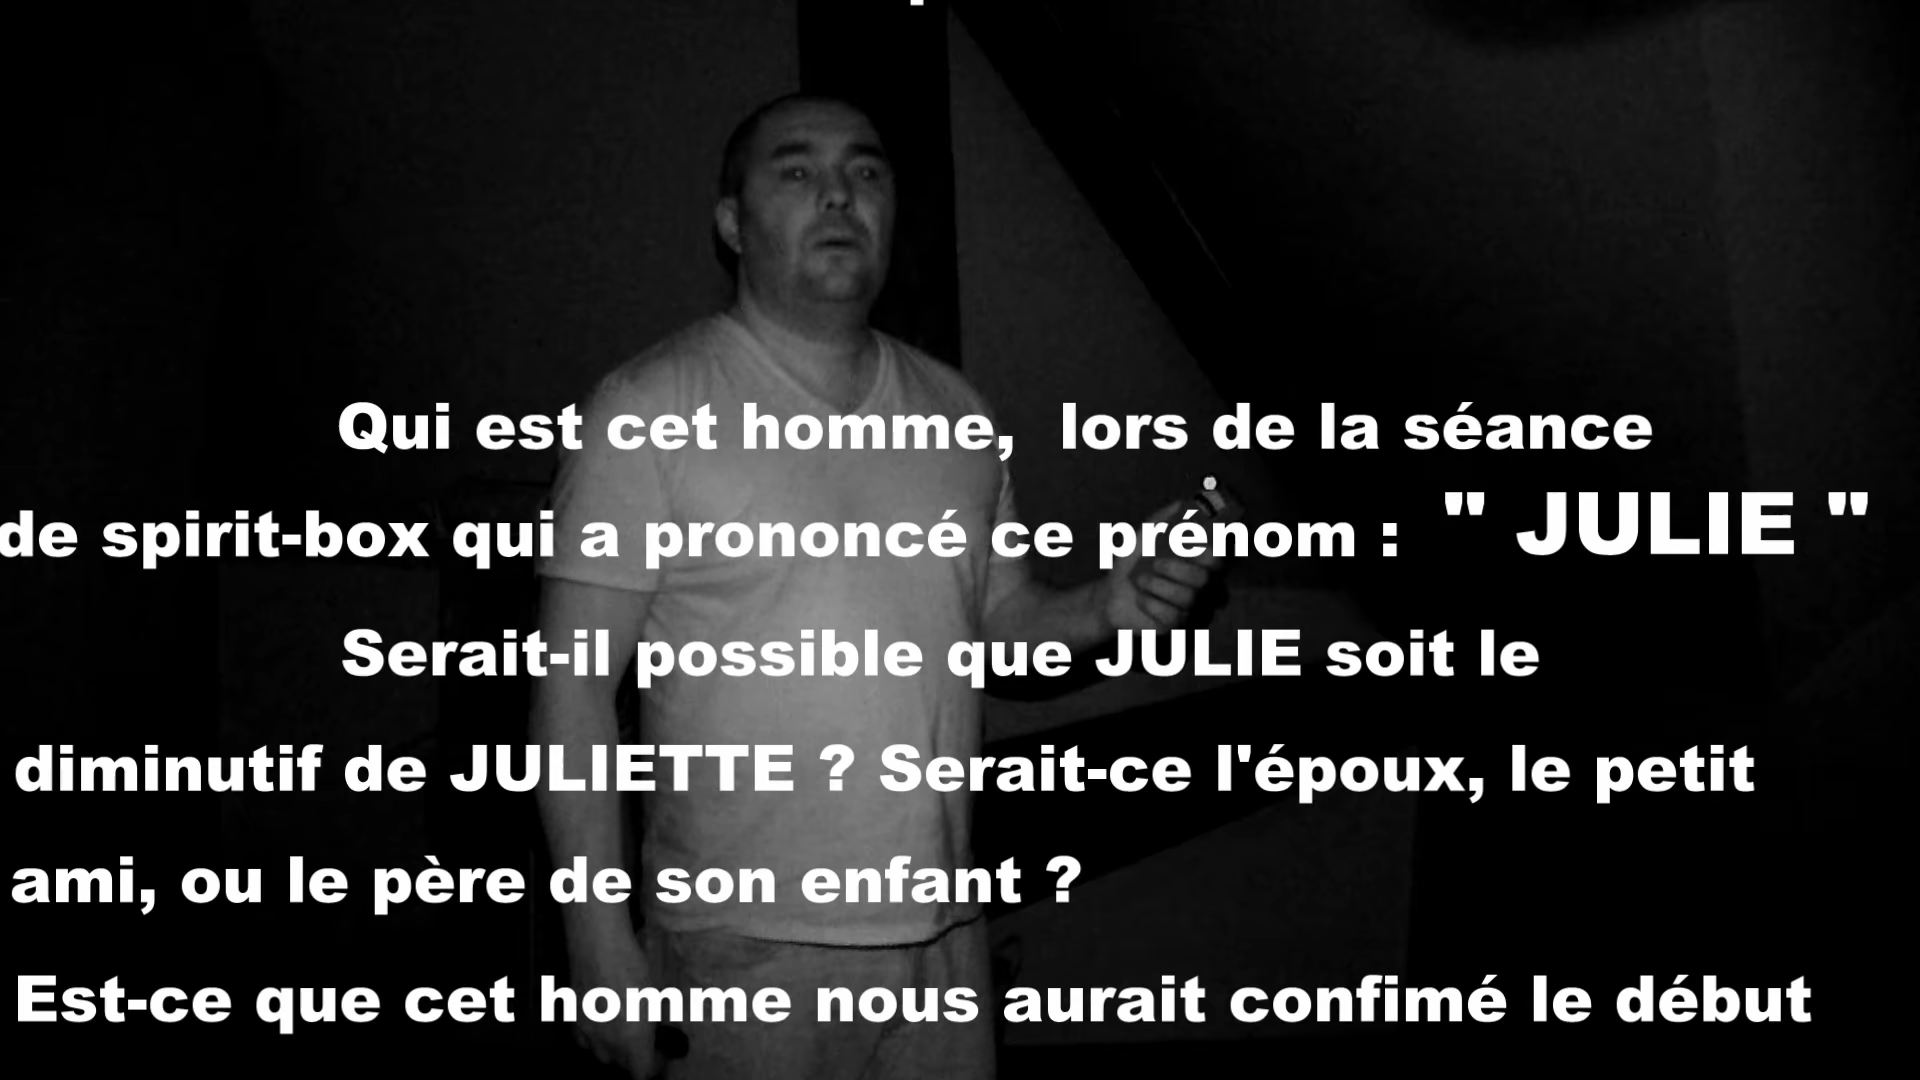 Qui est cet homme, lors de la séance
de spirit-box qui a prononcé ce prénom : " JULIE "
Serait-il possible que JULIE soit le
diminutif de JULIETTE ? Serait-ce l'époux, le petit
ami, ou le père de son enfant ?
Est-ce que cet homme nous aurait confimé le début